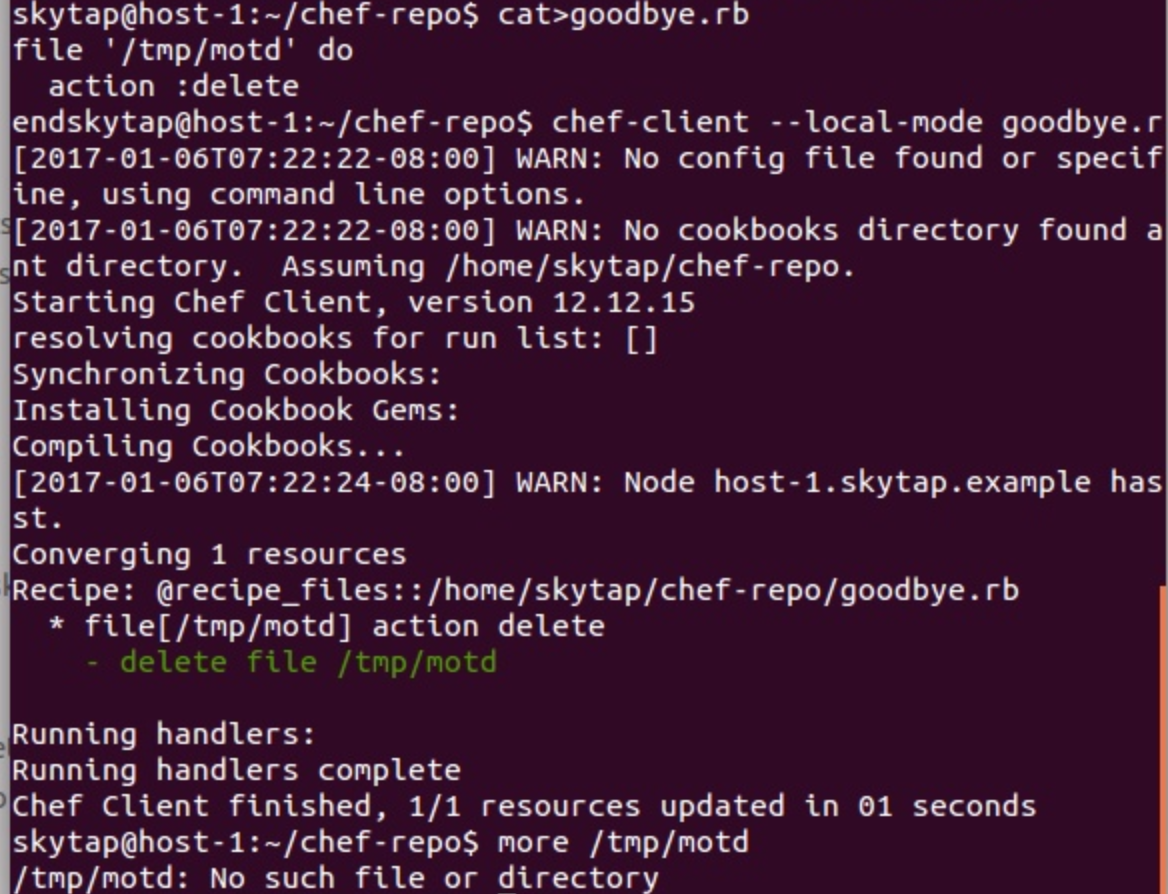 skytap@host-1:~/chef-repo$ cat>goodbye.rb
file '/tmp/motd' do
  action :delete
endskytap@host-1:~/chef-repo$ chef-client --local-mode goodbye.r
[2017-01-06T07:22:22-08:00] WARN: No config file found or specif
ine, using command line options.
[2017-01-06T07:22:22-08:00] WARN: No cookbooks directory found a
nt directory.  Assuming /home/skytap/chef-repo.
Starting Chef Client, version 12.12.15
resolving cookbooks for run list: []
Synchronizing Cookbooks:
Installing Cookbook Gems:
Compiling Cookbooks...
[2017-01-06T07:22:24-08:00] WARN: Node host-1.skytap.example has
st.
Converging 1 resources
Recipe: @recipe_files::/home/skytap/chef-repo/goodbye.rb
  * file[/tmp/motd] action delete
    - delete file /tmp/motd

Running handlers:
Running handlers complete
Chef Client finished, 1/1 resources updated in 01 seconds
skytap@host-1:~/chef-repo$ more /tmp/motd
/tmp/motd: No such file or directory